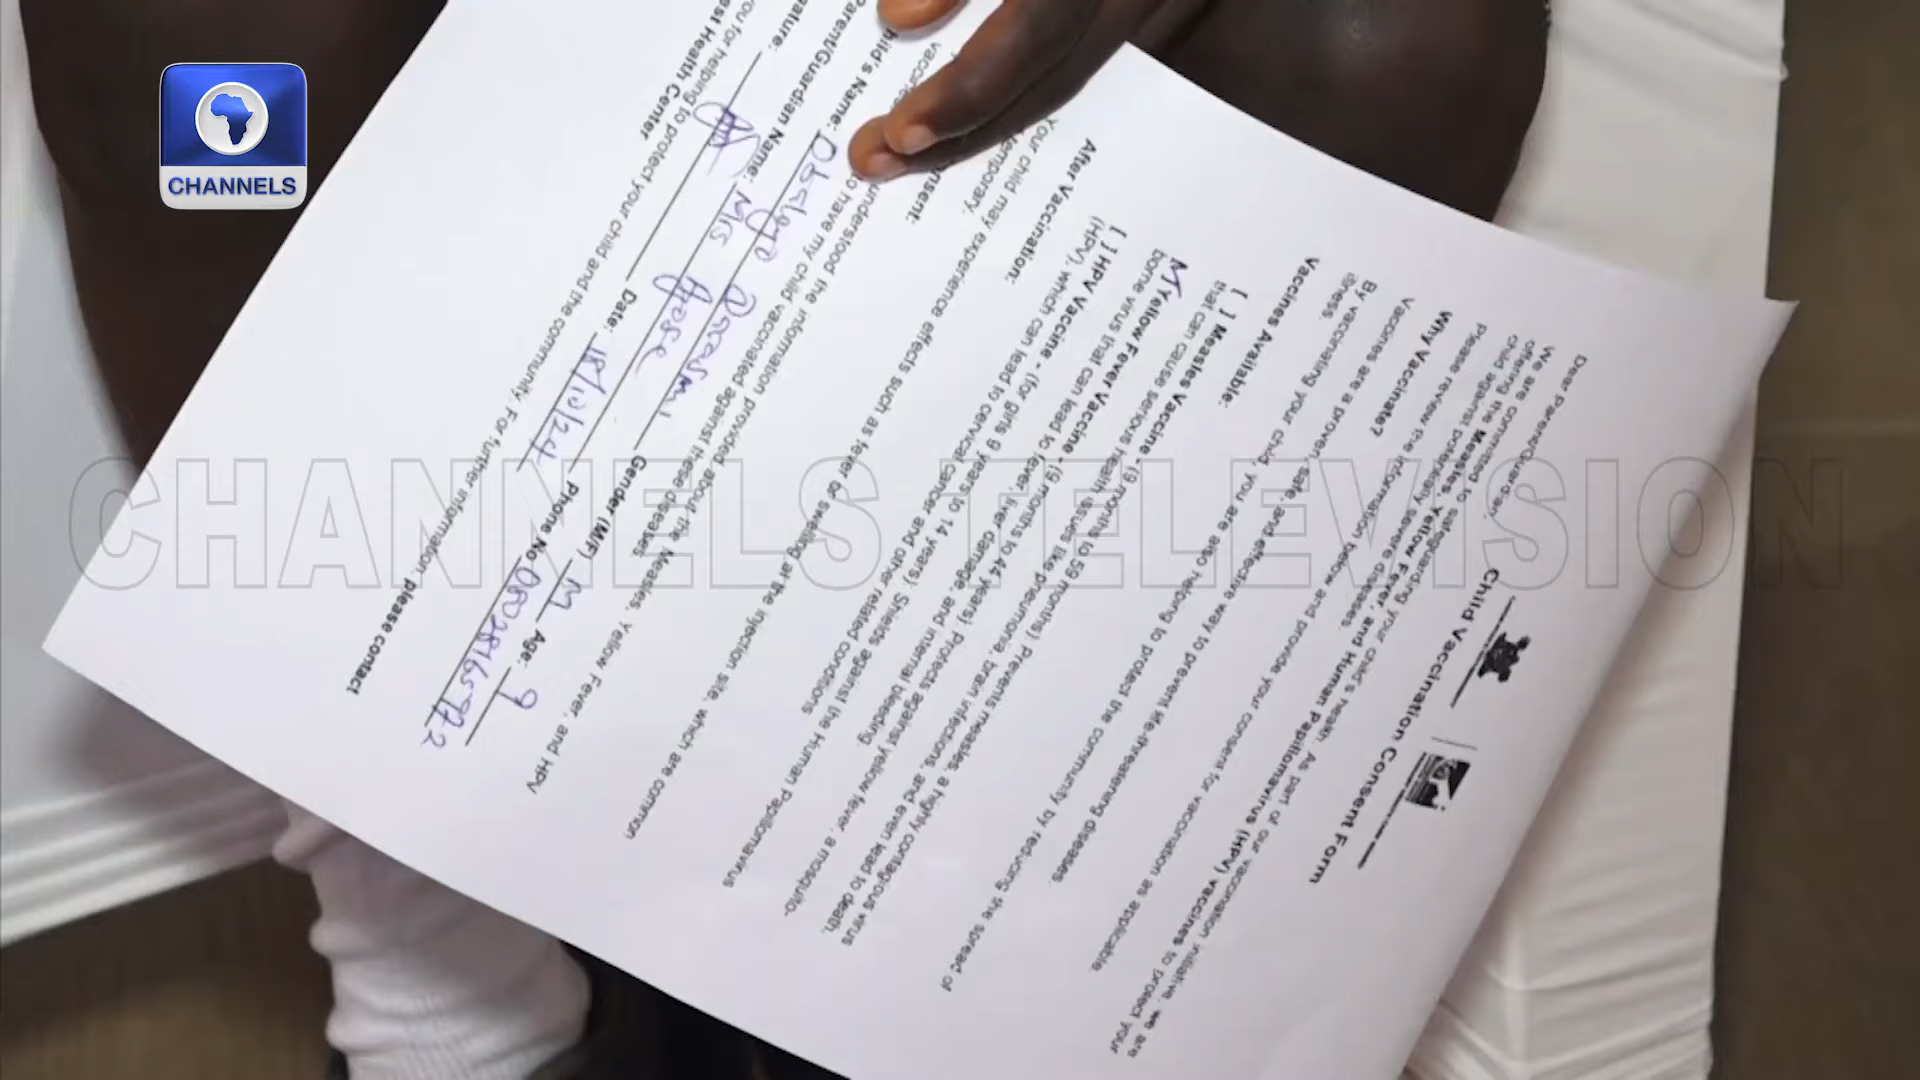 CHANNELS
CHANNELS TELEVISION
Child Vaccination Consent Form
Dear Parent/Guardian,
We are committed to safeguarding your child's health. As part of our vaccination initiative, we are
offering the Measles, Yellow Fever, and Human Papillomavirus (HPV) vaccines to protect your
child against potentially severe diseases.
Please review the information below and provide your consent for vaccination as applicable.
Why Vaccinate?
Vaccines are a proven, safe, and effective way to prevent life-threatening diseases.
By vaccinating your child, you are also helping to protect the community by reducing the spread of
illness.
Vaccines Available:
[ ] Measles Vaccine - (9 months to 59 months) Prevents measles, a highly contagious virus
that can cause serious health issues like pneumonia, brain infections, and even lead to death.
Yellow Fever Vaccine - (9 months to 44 years) Protects against yellow fever, a mosquito-
borne virus that can lead to fever, liver damage, and internal bleeding
[ ] HPV Vaccine - (for girls 9 years to 14 years) Shields against the Human Papillomavirus
(HPV), which can lead to cervical cancer and other related conditions
After Vaccination:
Your child may experience effects such as fever or swelling at the injection site, which are common
temporary.
nsent:
understood the information provided about the Measles, Yellow Fever, and HPV
to have my child vaccinated against these diseases
hild's Name: Gender (M/F) M Age: 9
Parent/Guardian Name: Mrs Phone No
ature: Date: 18/12/24
you for helping to protect your child and the community. For further information, please contact
est Health Center